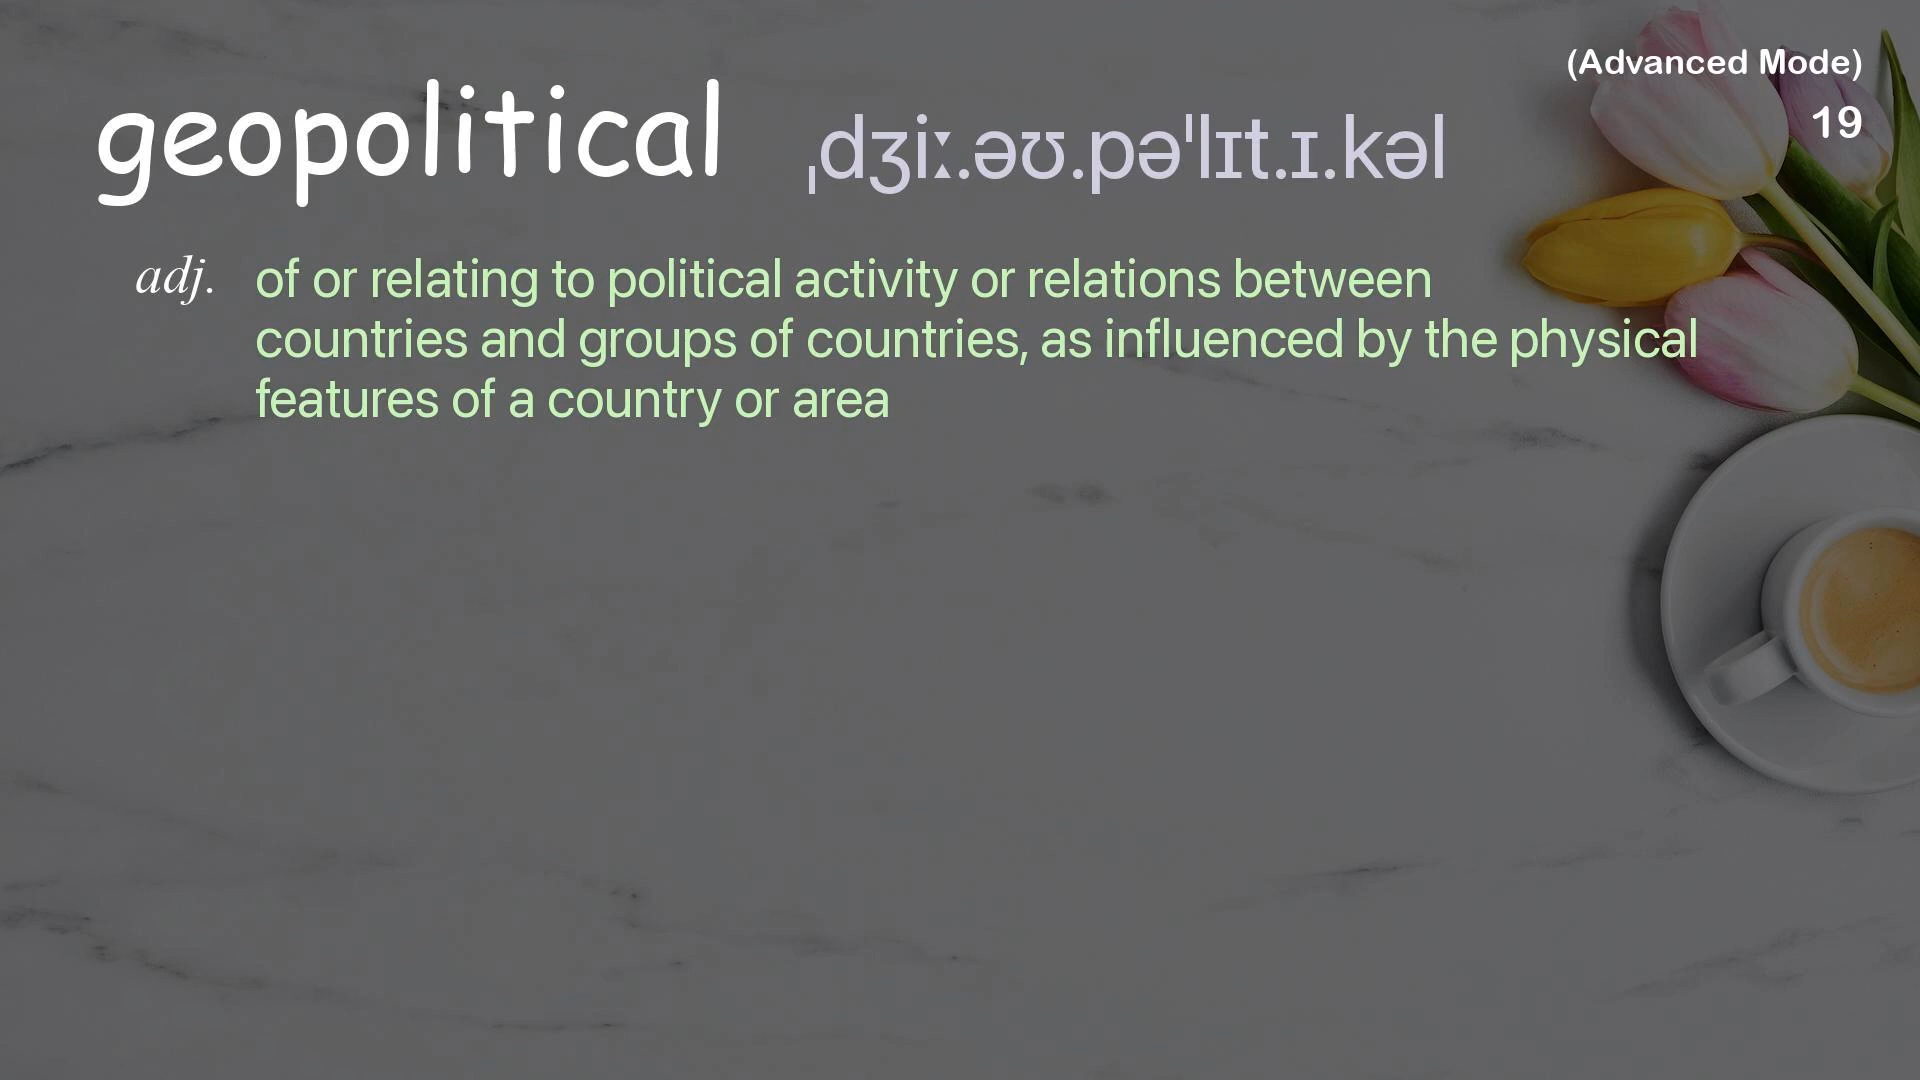 (Advanced Mode)
geopolitical ˌdʒiː.əʊ.pəˈlɪt.ɪ.kəl
19
adj. of or relating to political activity or relations between
countries and groups of countries, as influenced by the physical
features of a country or area